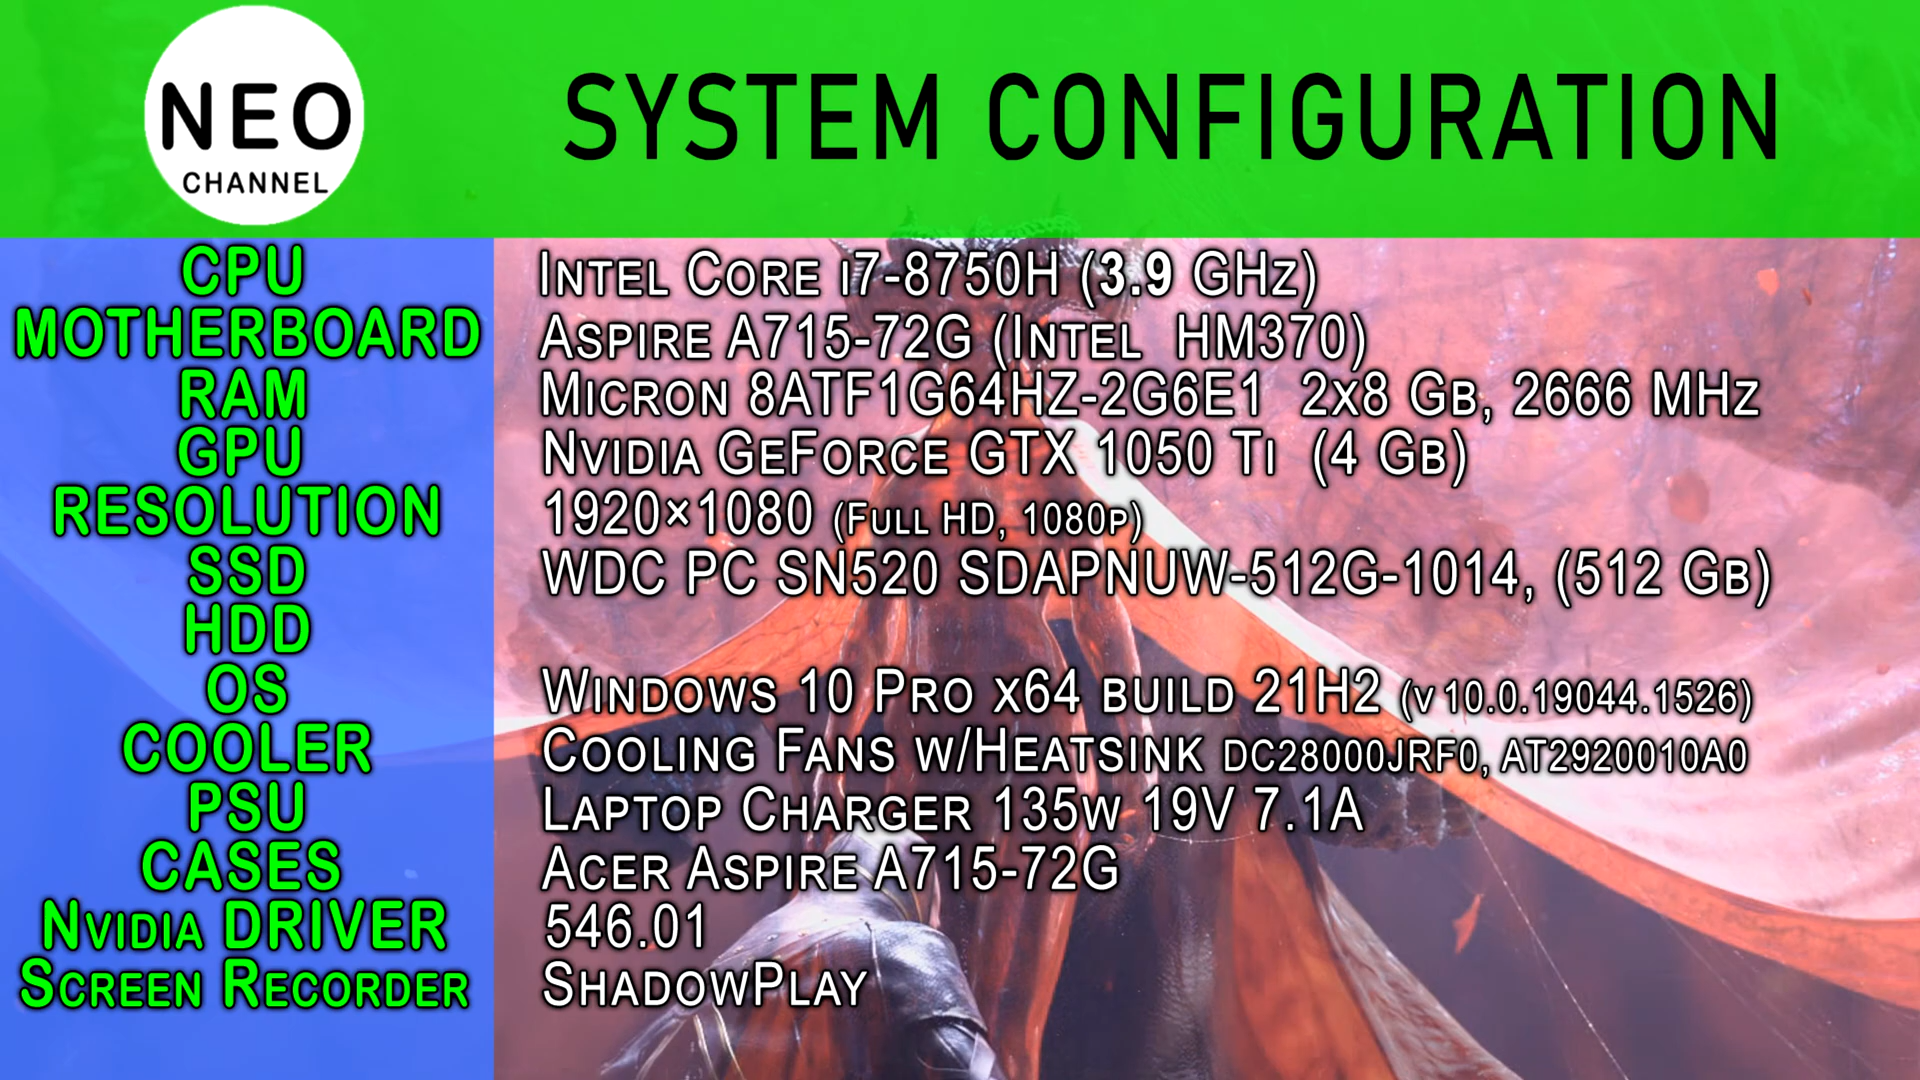 NEO
CHANNEL
SYSTEM CONFIGURATION
CPU Intel Core i7-8750H (3.9 GHz)
MOTHERBOARD Aspire A715-72G (Intel HM370)
RAM Micron 8ATF1G64HZ-2G6E1 2x8 Gb, 2666 MHz
GPU Nvidia GeForce GTX 1050 Ti (4 Gb)
RESOLUTION 1920×1080 (Full HD, 1080p)
SSD WDC PC SN520 SDAPNUW-512G-1014, (512 Gb)
HDD
OS Windows 10 Pro x64 build 21H2 (v 10.0.19044.1526)
COOLER Cooling Fans w/Heatsink DC28000JRF0, AT2920010A0
PSU Laptop Charger 135w 19V 7.1A
CASES Acer Aspire A715-72G
Nvidia DRIVER 546.01
Screen Recorder ShadowPlay